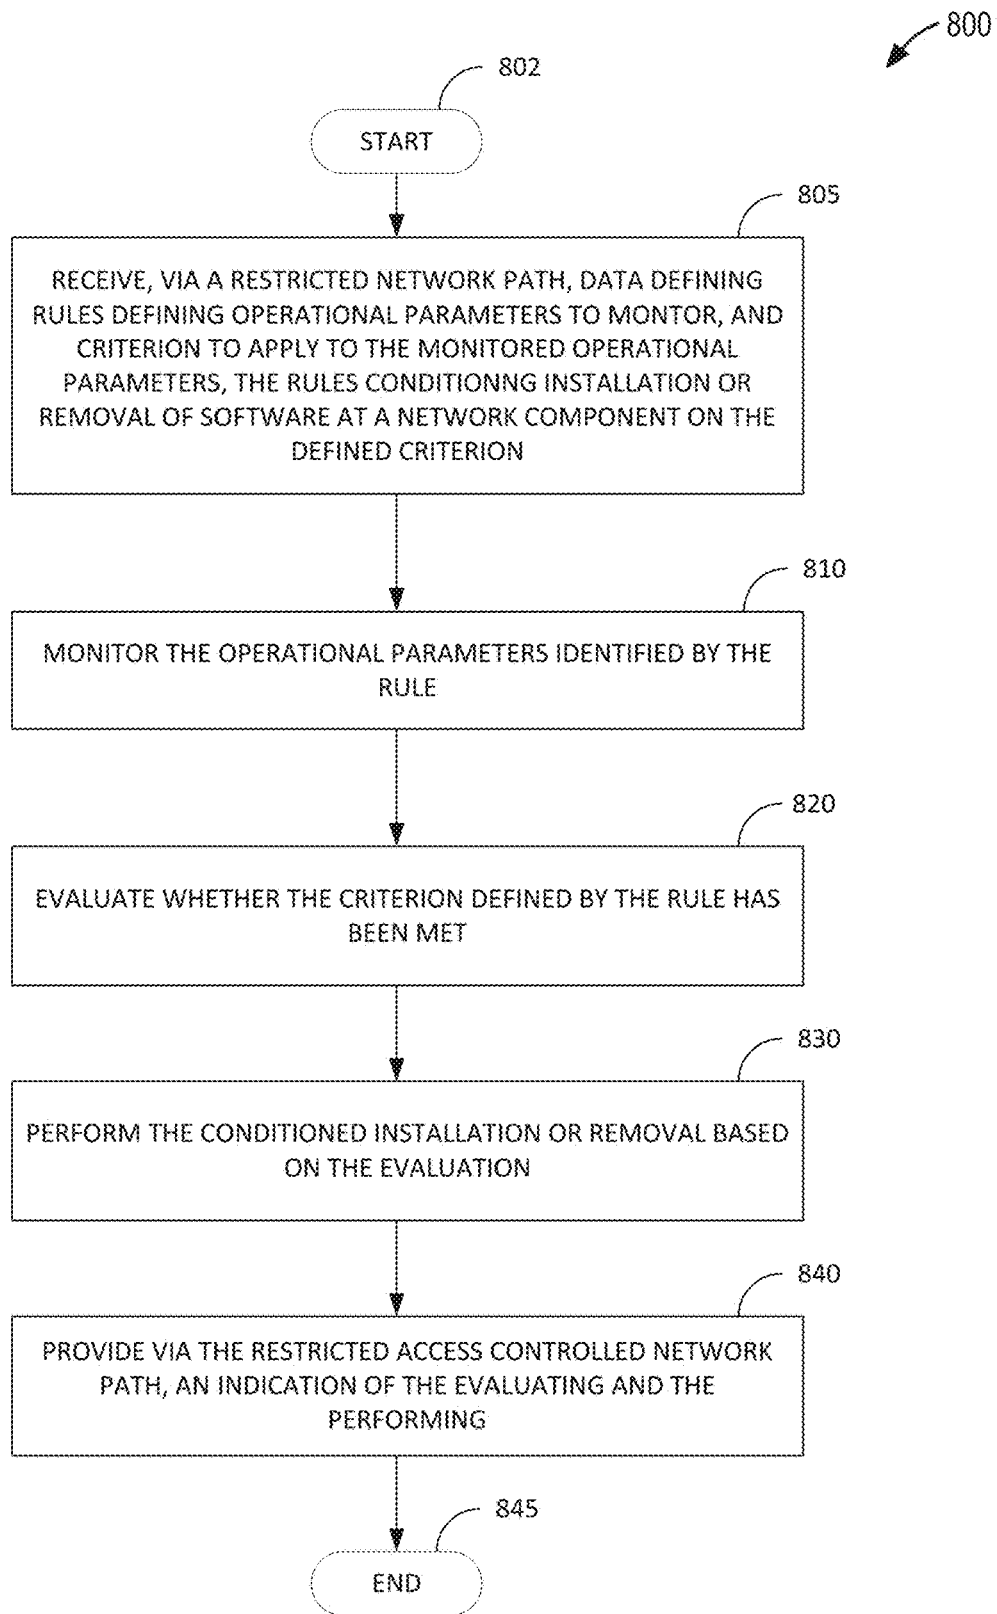 800
802
START
805
RECEIVE, VIA A RESTRICTED NETWORK PATH, DATA DEFINING
RULES DEFINING OPERATIONAL PARAMETERS TO MONTOR, AND
CRITERION TO APPLY TO THE MONITORED OPERATIONAL
PARAMETERS, THE RULES CONDITIONNG INSTALLATION OR
REMOVAL OF SOFTWARE AT A NETWORK COMPONENT ON THE
DEFINED CRITERION
810
MONITOR THE OPERATIONAL PARAMETERS IDENTIFIED BY THE
RULE
820
EVALUATE WHETHER THE CRITERION DEFINED BY THE RULE HAS
BEEN MET
830
PERFORM THE CONDITIONED INSTALLATION OR REMOVAL BASED
ON THE EVALUATION
840
PROVIDE VIA THE RESTRICTED ACCESS CONTROLLED NETWORK
PATH, AN INDICATION OF THE EVALUATING AND THE
PERFORMING
845
END